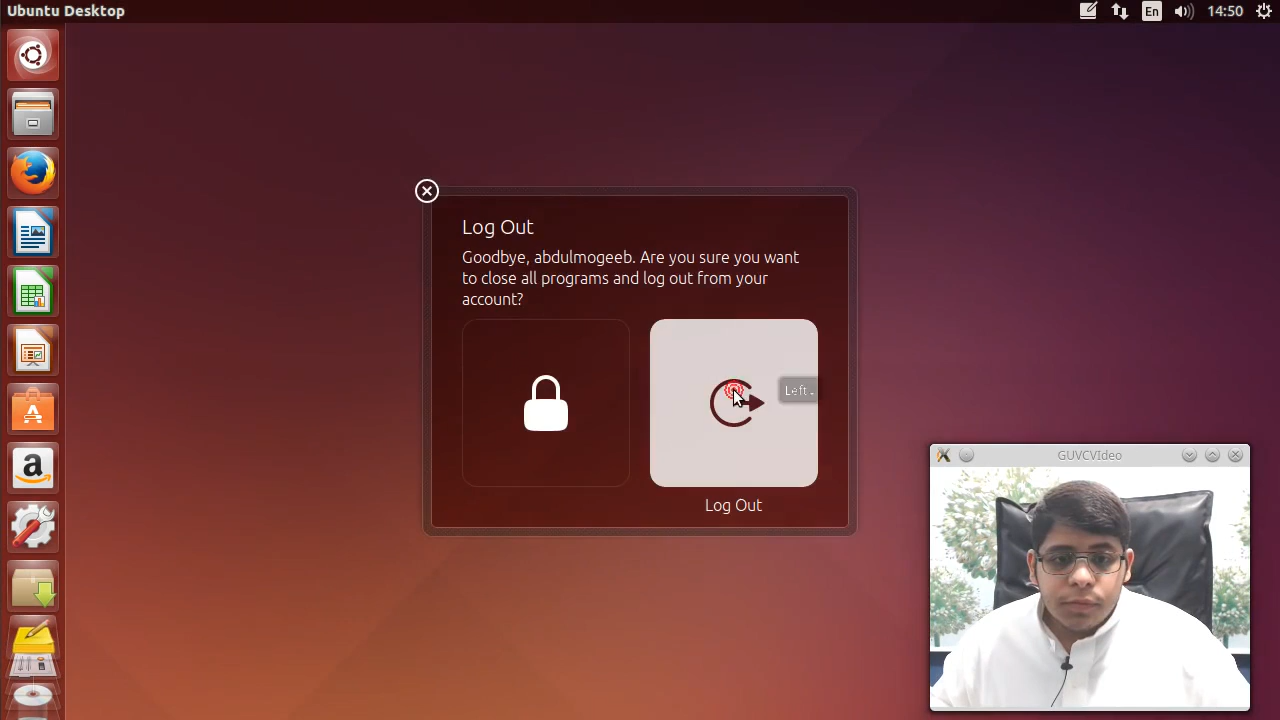 Ubuntu Desktop
En
14:50
Log Out
Goodbye, abdulmogeeb. Are you sure you want
to close all programs and log out from your
account?
Left.
Log Out
GUVCVIdeo